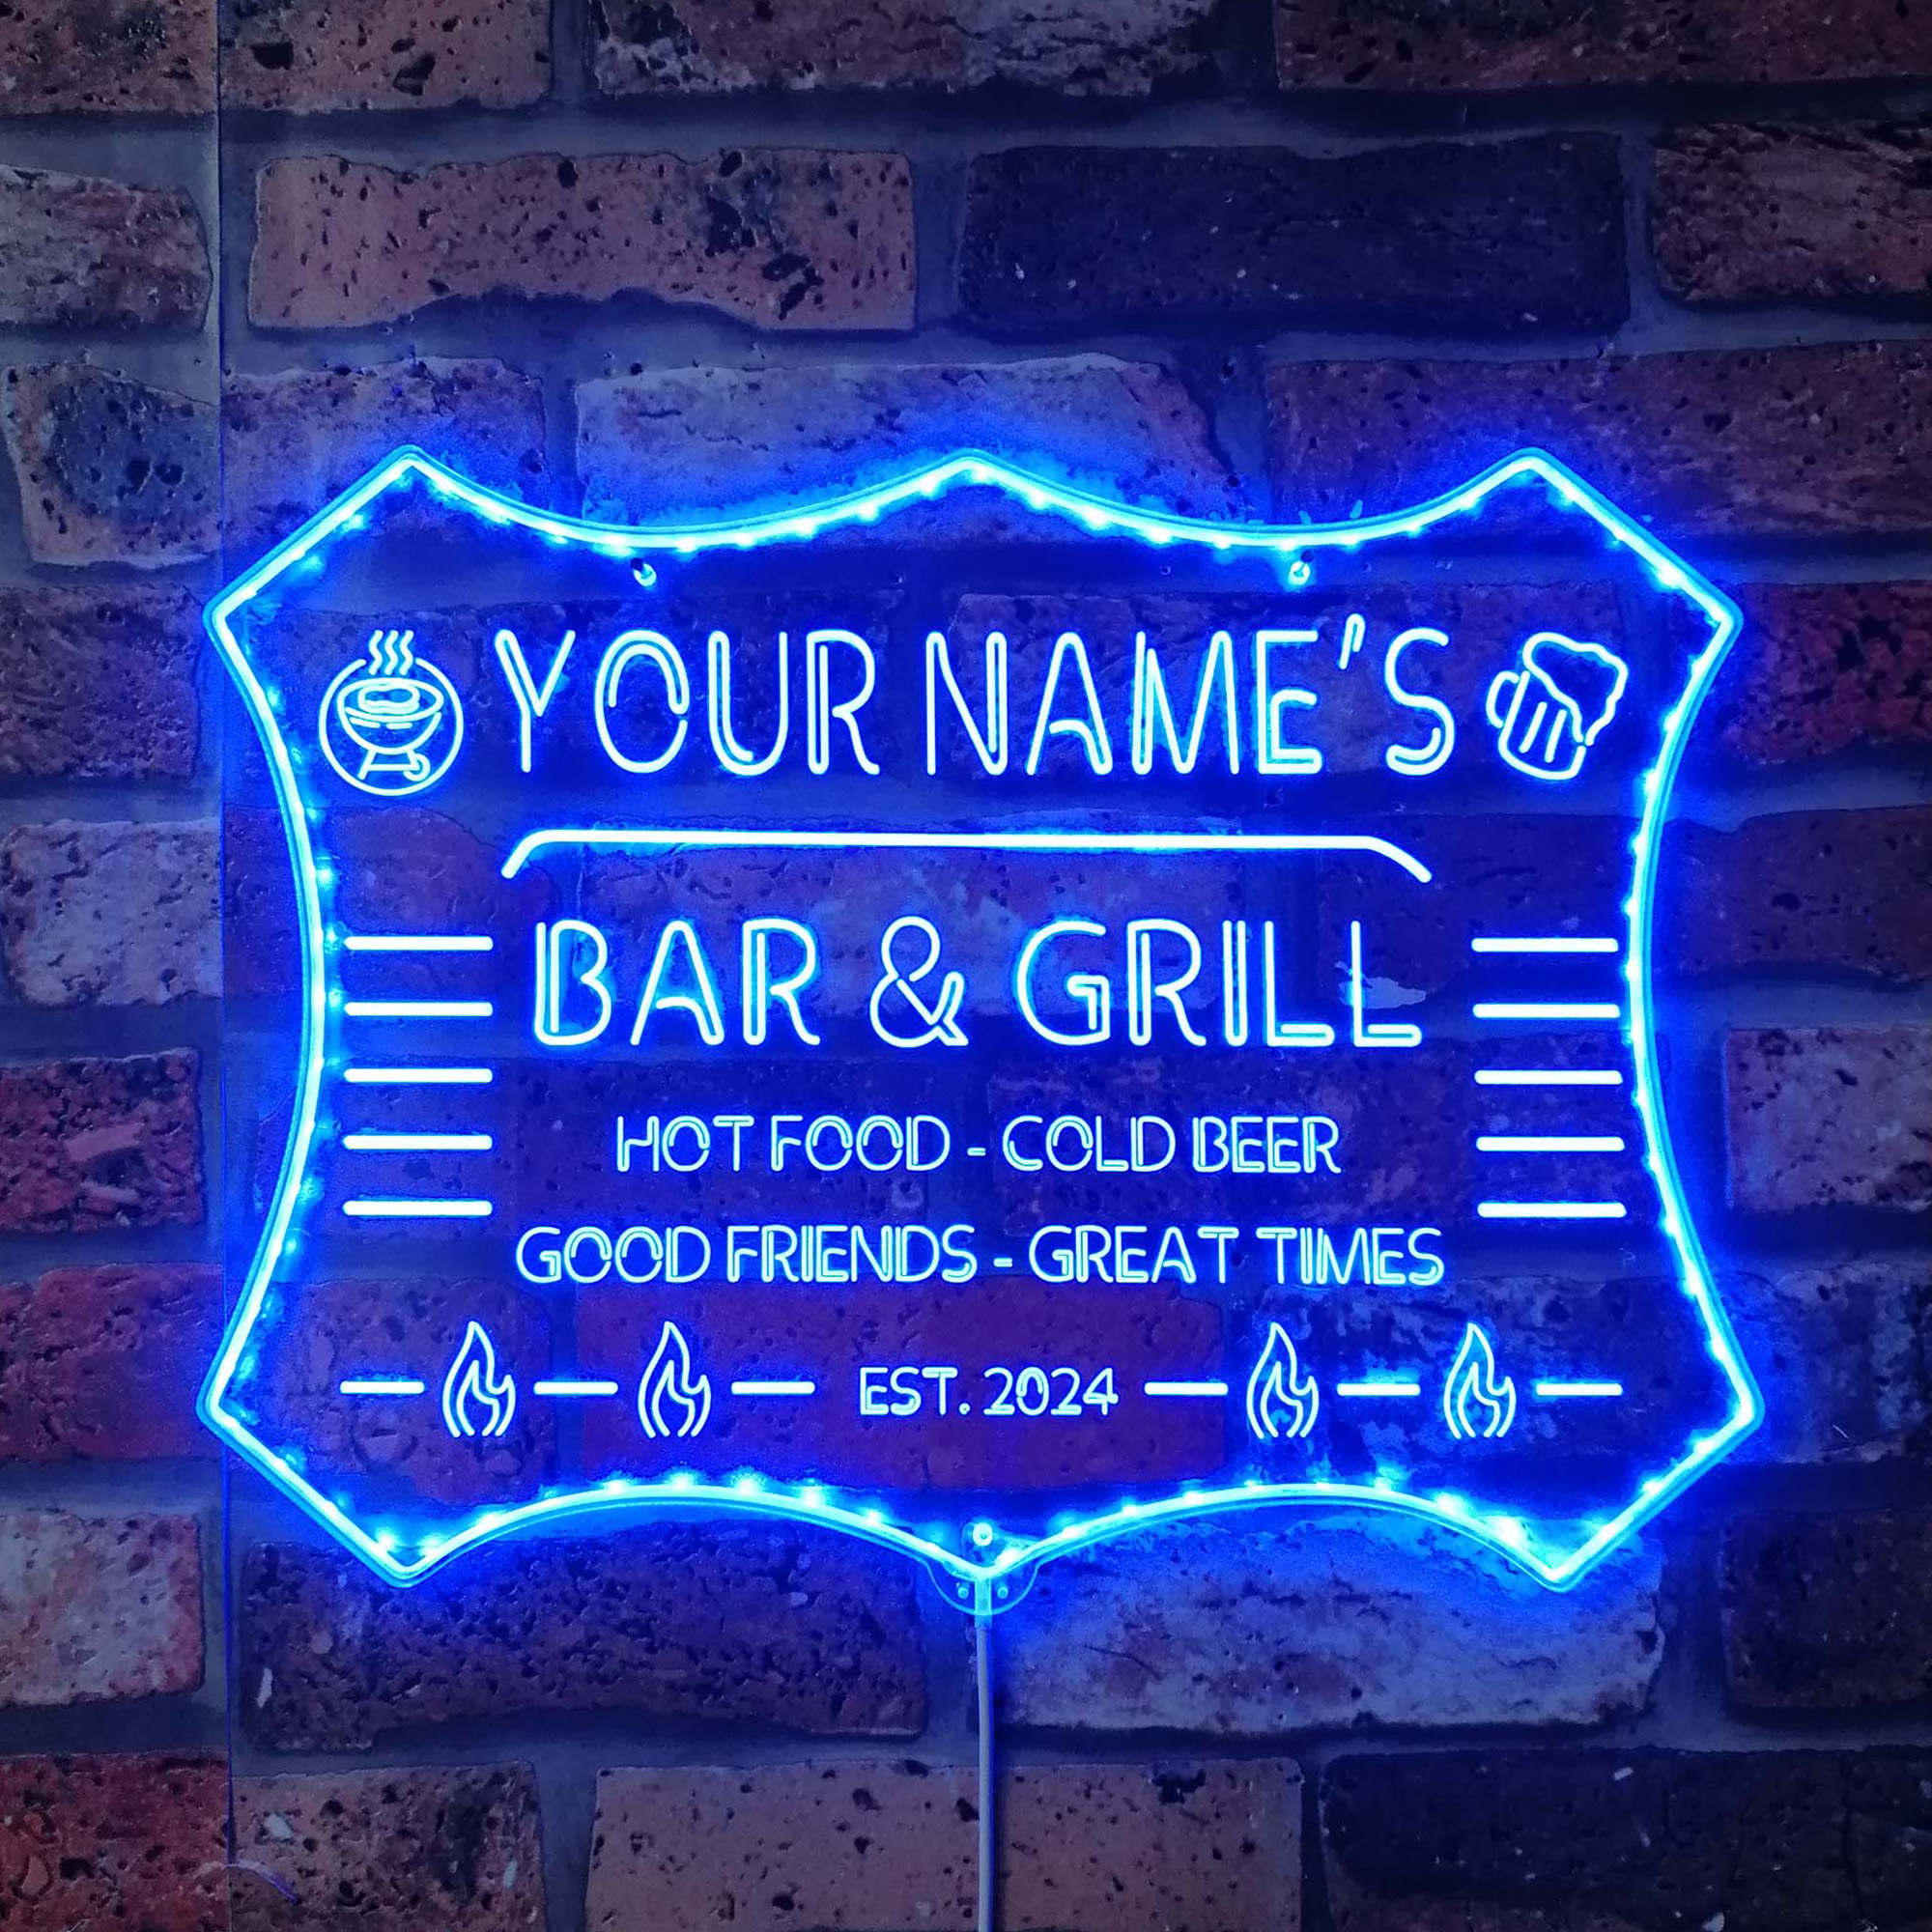 YOUR NAME'S
BAR & GRILL
HOT FOOD - COLD BEER
GOOD FRIENDS - GREAT TIMES
EST. 2024